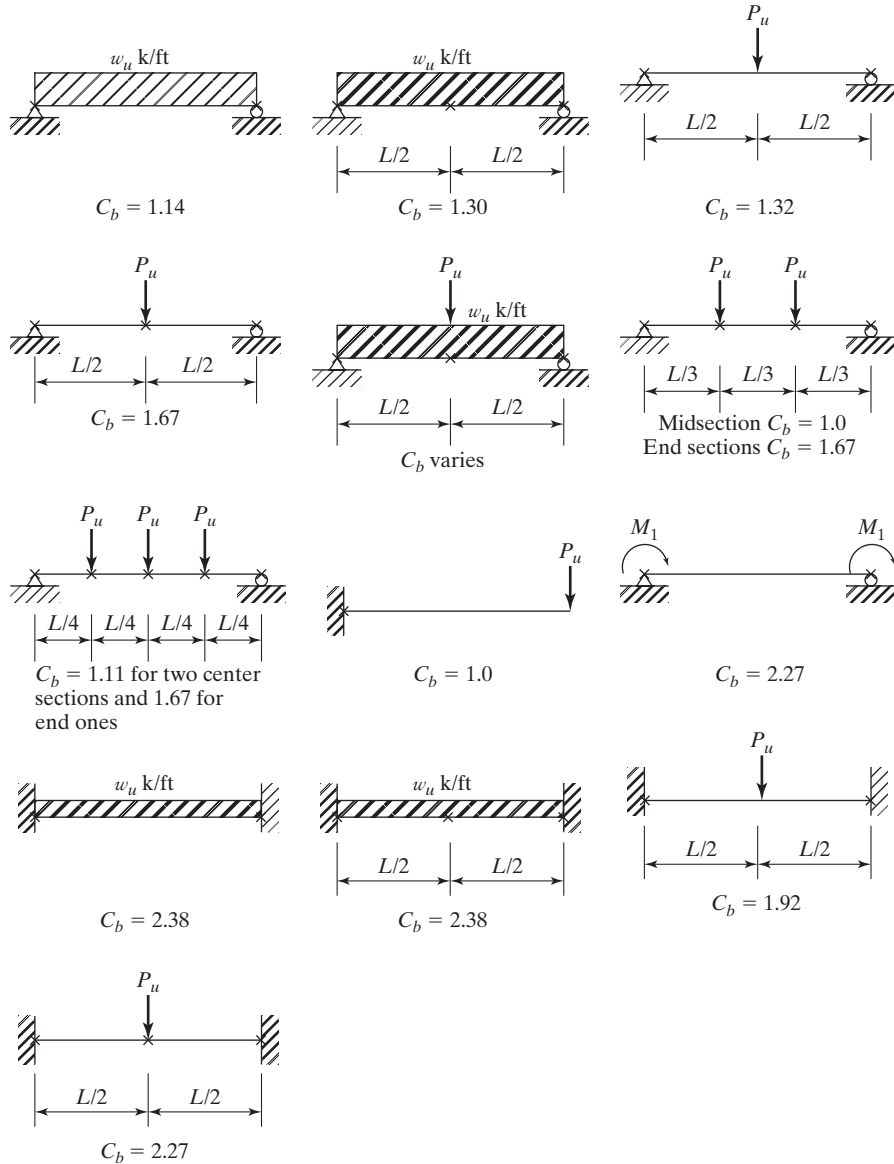 w_u k/ft
L/2 L/2
C_b = 1.14
w_u k/ft
L/2 L/2
C_b = 1.30
P_u
L/2 L/2
C_b = 1.32
P_u
L/2 L/2
C_b = 1.67
P_u
w_u k/ft
L/2 L/2
C_b varies
P_u P_u
L/3 L/3 L/3
Midsection C_b = 1.0
End sections C_b = 1.67
P_u P_u P_u
L/4 L/4 L/4 L/4
C_b = 1.11 for two center
sections and 1.67 for
end ones
P_u
C_b = 1.0
M_1 M_1
C_b = 2.27
w_u k/ft
C_b = 2.38
w_u k/ft
L/2 L/2
C_b = 2.38
P_u
L/2 L/2
C_b = 1.92
P_u
L/2 L/2
C_b = 2.27